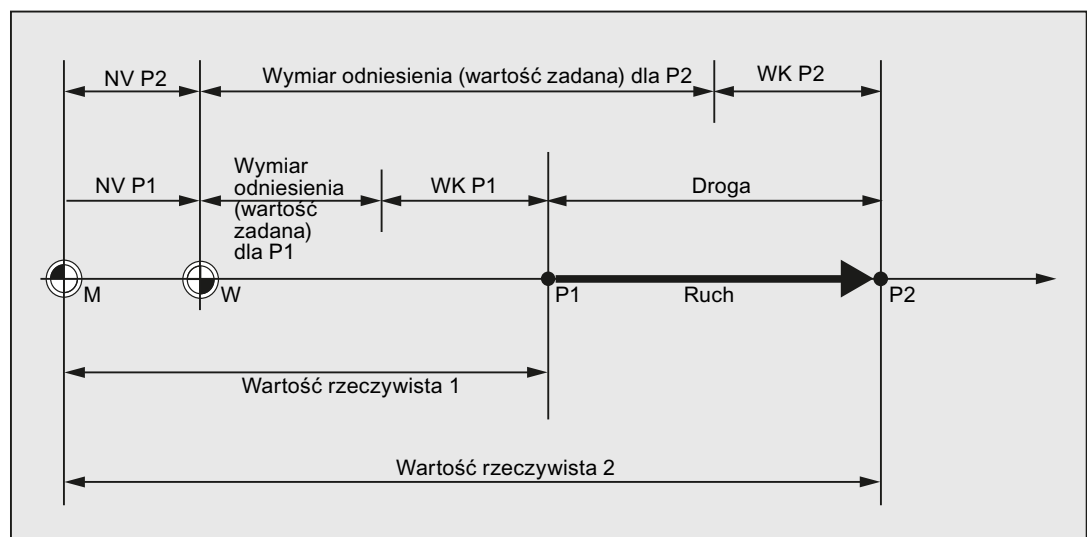 NV P2
Wymiar odniesienia (wartość zadana) dla P2
WK P2
NV P1
Wymiar
odniesienia
(wartość
zadana)
dla P1
WK P1
Droga
M
W
P1
Ruch
P2
Wartość rzeczywista 1
Wartość rzeczywista 2